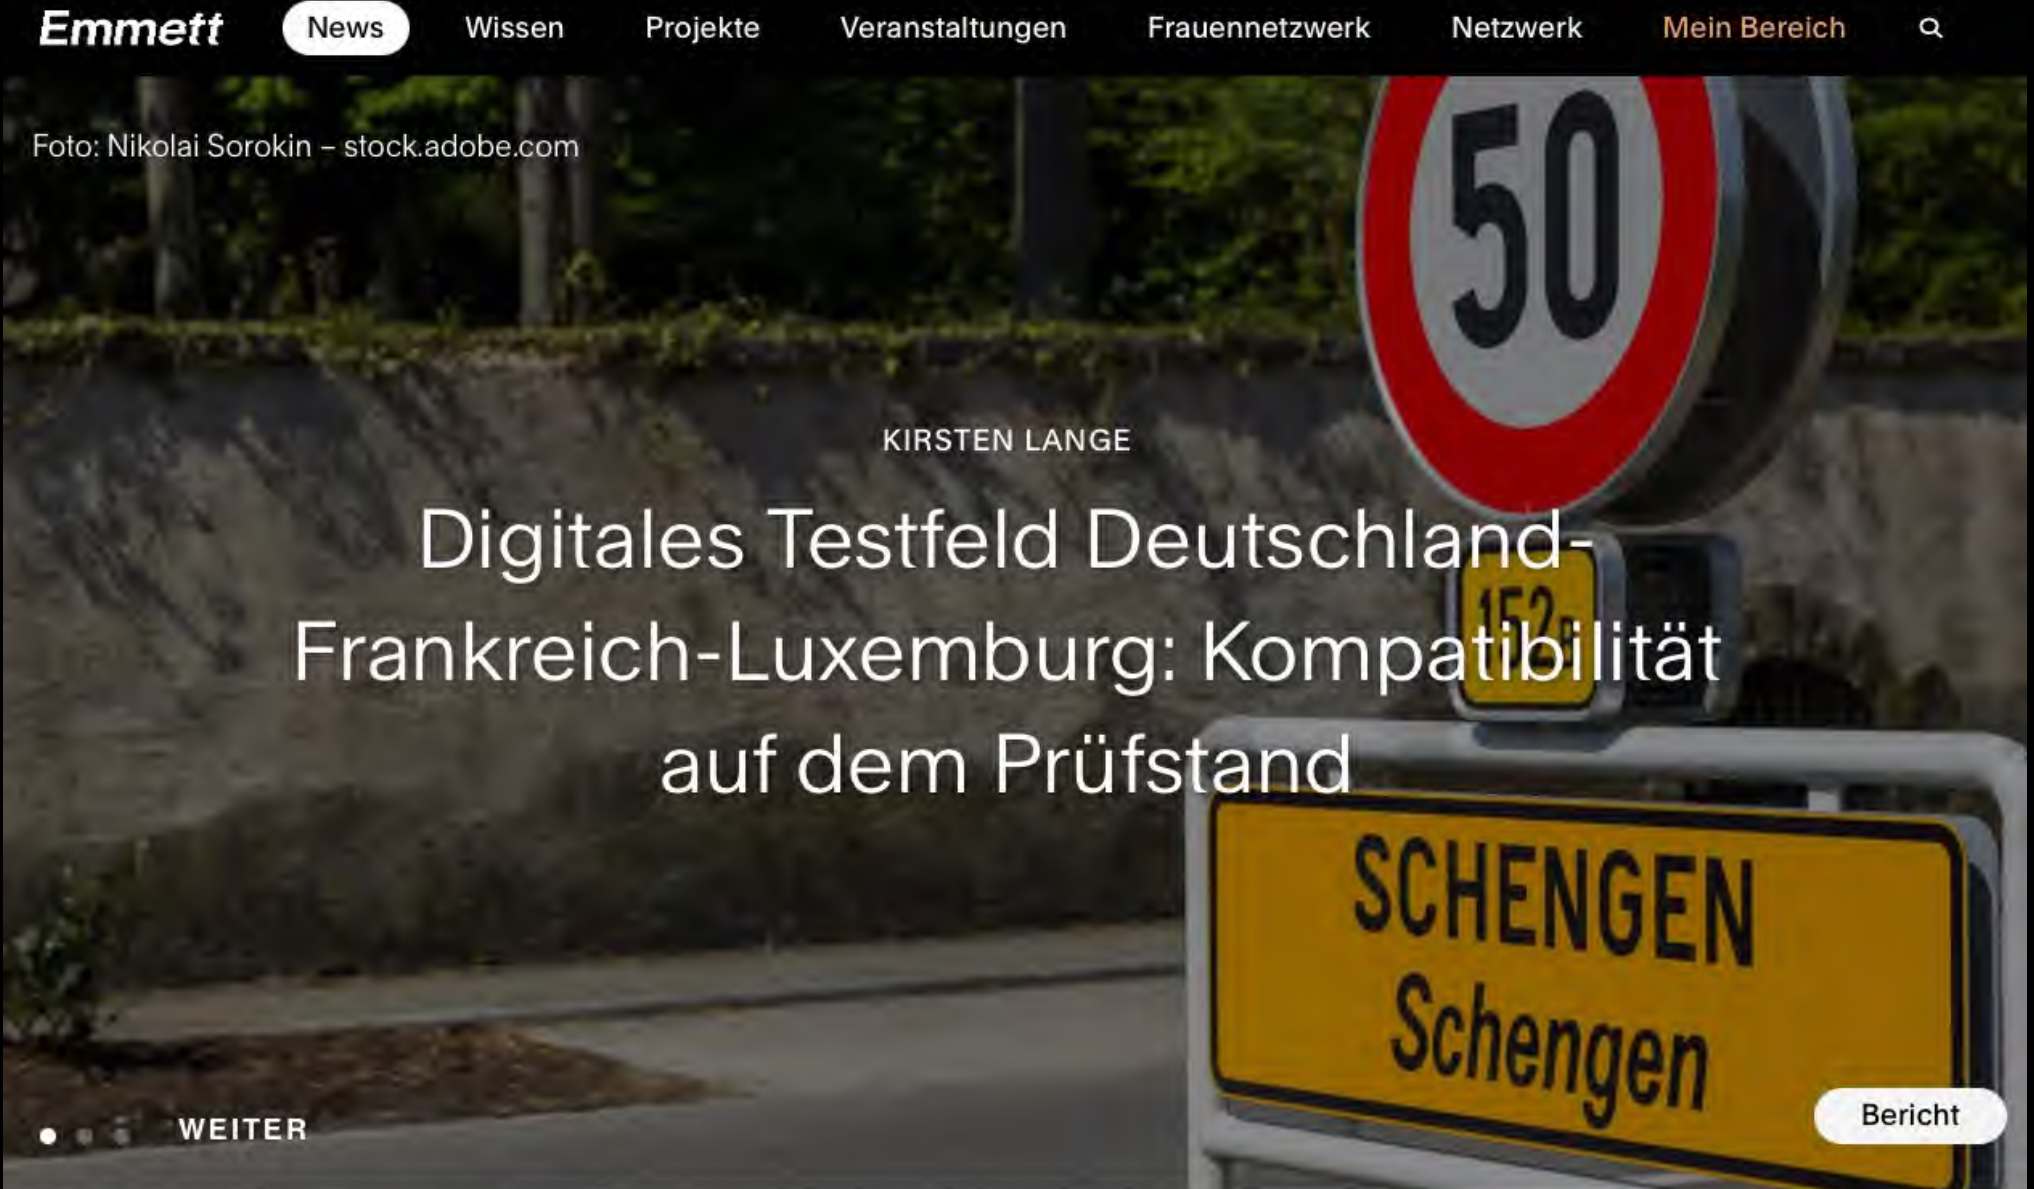 Emmett
News
Wissen
Projekte
Veranstaltungen
Frauennetzwerk
Netzwerk
Mein Bereich
Foto: Nikolai Sorokin – stock.adobe.com
50
KIRSTEN LANGE
Digitales Testfeld Deutschland-
Frankreich-Luxemburg: Kompatibilität
auf dem Prüfstand
SCHENGEN
Schengen
WEITER
Bericht